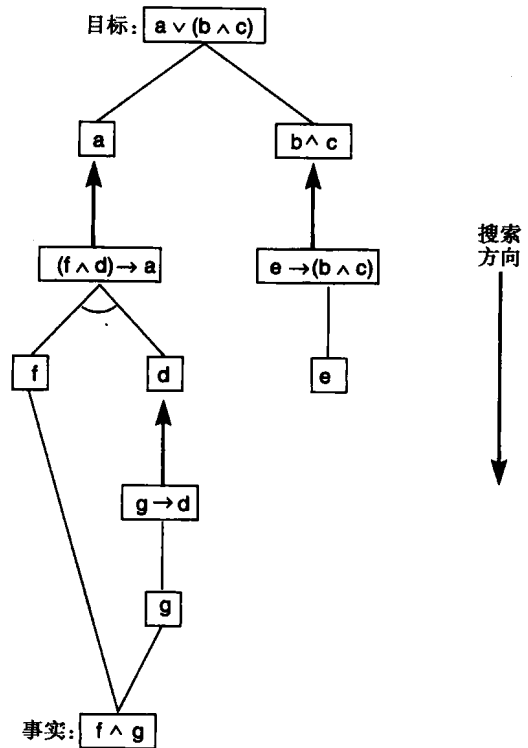 目标: a ∨ (b ∧ c)
a
b ∧ c
(f ∧ d) → a
e → (b ∧ c)
搜索
方向
f
d
e
g → d
g
事实: f ∧ g